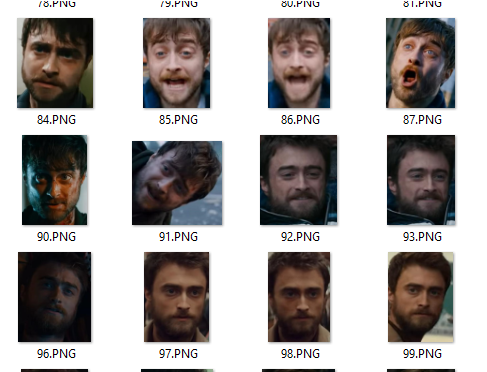 78.PNG 79.PNG 80.PNG 81.PNG
84.PNG 85.PNG 86.PNG 87.PNG
90.PNG 91.PNG 92.PNG 93.PNG
96.PNG 97.PNG 98.PNG 99.PNG